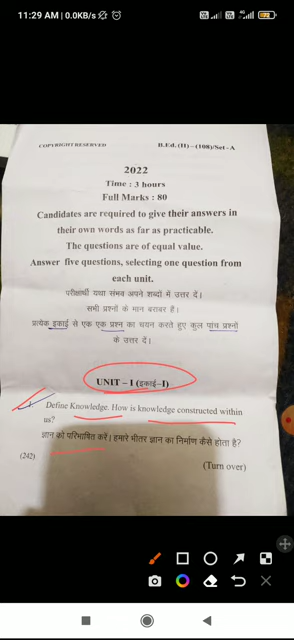 11:29 AM | 0.0KB/s
COPYRIGHT RESERVED B.Ed. (II) – (108)/Set - A
2022
Time : 3 hours
Full Marks : 80
Candidates are required to give their answers in
their own words as far as practicable.
The questions are of equal value.
Answer five questions, selecting one question from
each unit.
परीक्षार्थी यथा संभव अपने शब्दों में उत्तर दें।
सभी प्रश्नों के मान बराबर हैं।
प्रत्येक इकाई से एक एक प्रश्न का चयन करते हुए कुल पांच प्रश्नों
के उत्तर दें।
UNIT – I (इकाई-I)
Define Knowledge. How is knowledge constructed within
us?
ज्ञान को परिभाषित करें। हमारे भीतर ज्ञान का निर्माण कैसे होता है?
(242)
(Turn over)